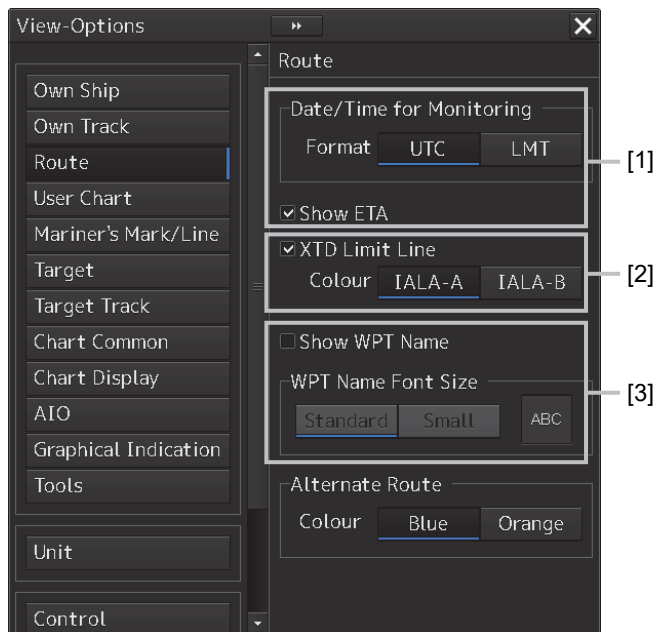 View-Options
Own Ship
Own Track
Route
User Chart
Mariner's Mark/Line
Target
Target Track
Chart Common
Chart Display
AIO
Graphical Indication
Tools
Unit
Control
Route
Date/Time for Monitoring
Format UTC LMT
Show ETA
[1]
XTD Limit Line
Colour IALA-A IALA-B
[2]
Show WPT Name
WPT Name Font Size
Standard Small ABC
[3]
Alternate Route
Colour Blue Orange